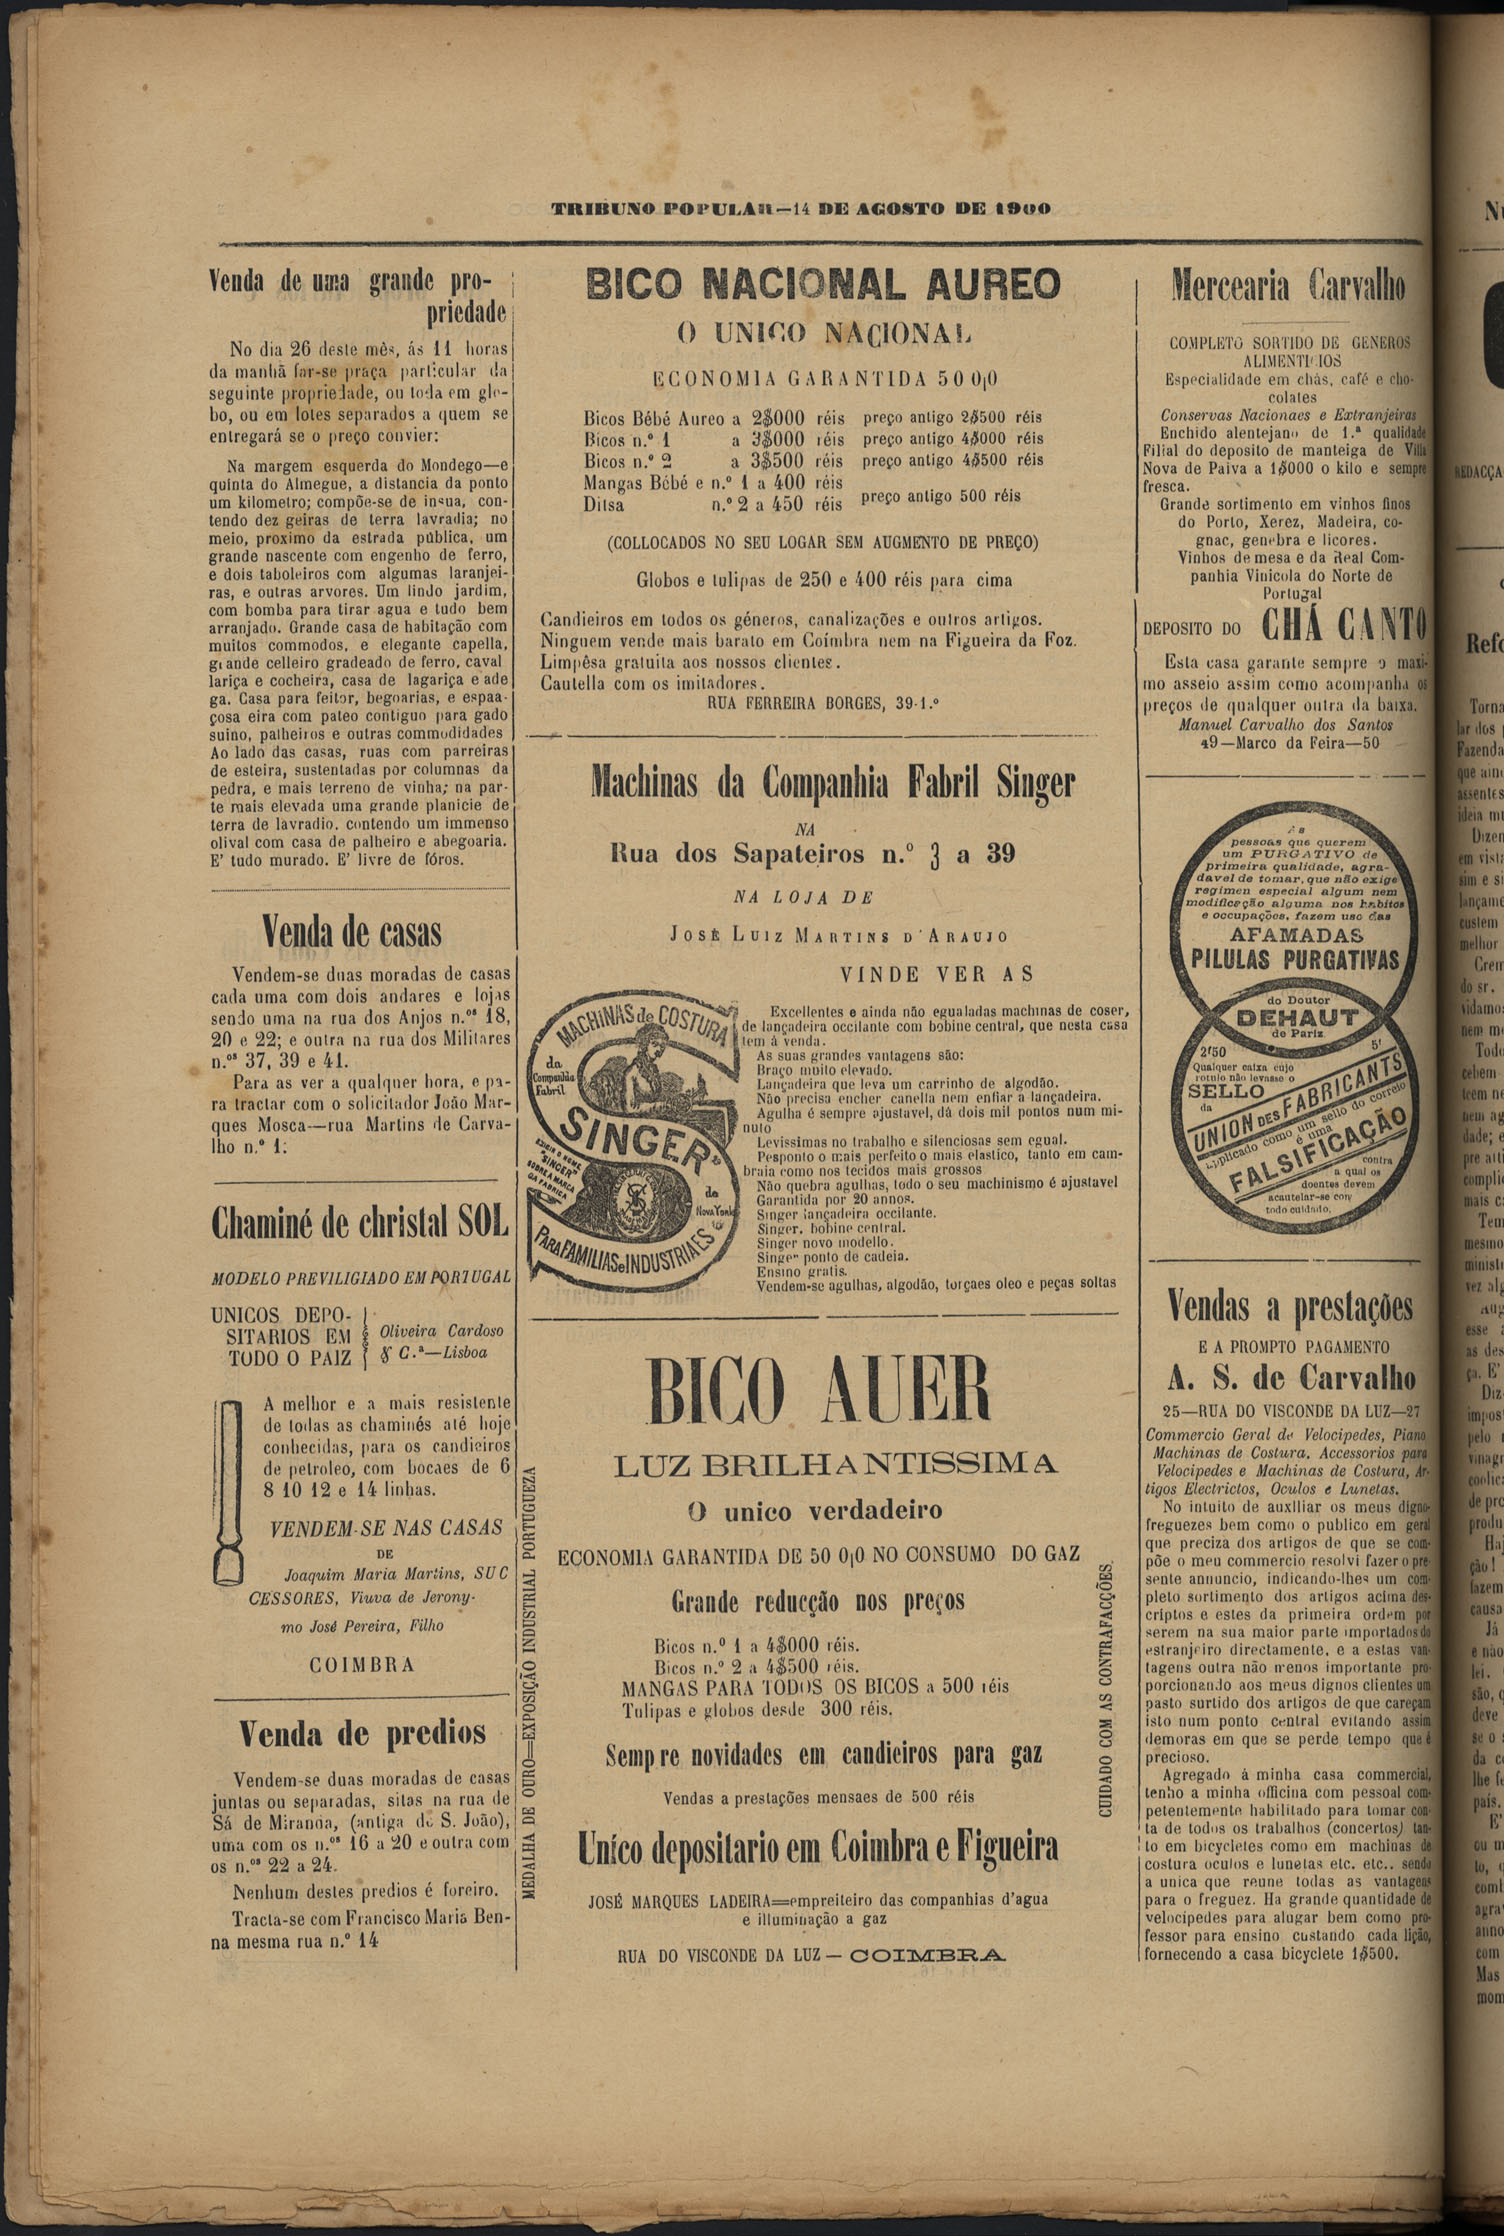 TRIBUNO POPULAR—14 DE AGOSTO DE 1900
Venda de uma grande pro-
priedade
No dia 26 deste mês, ás 11 horas
da manhã far-se praça particular da
seguinte propriedade, ou toda em glo-
bo, ou em lotes separados a quem se
entregará se o preço convier:
Na margem esquerda do Mondego—e
quinta do Almegue, a distancia da ponto
um kilometro; compõe-se de insua, con-
tendo dez geiras de terra lavradia; no
meio, proximo da estrada pública, um
grande nascente com engenho de ferro,
e dois taboleiros com algumas laranjei-
ras, e outras arvores. Um lindo jardim,
com bomba para tirar agua e tudo bem
arranjado. Grande casa de habitação com
muitos commodos, e elegante capella,
grande celleiro gradeado de ferro, caval
lariça e cocheira, casa de lagariça e ade
ga. Casa para feitor, begoarias, e espaa-
çosa eira com pateo contiguo para gado
suino, palheiros e outras commodidades
Ao lado das casas, ruas com parreiras
de esteira, sustentadas por columnas da
pedra, e mais terreno de vinha; na par-
te mais elevada uma grande planicie de
terra de lavradio, contendo um immenso
olival com casa de palheiro e abegoaria.
E' tudo murado. E' livre de fóros.
Venda de casas
Vendem-se duas moradas de casas
cada uma com dois andares e lojas
sendo uma na rua dos Anjos n.os 18,
20 e 22; e outra na rua dos Militares
n.os 37, 39 e 41.
Para as ver a qualquer hora, e pa-
ra tractar com o solicitador João Mar-
ques Mosca—rua Martins de Carva-
lho n.º 1:
Chaminé de christal SOL
MODELO PREVILIGIADO EM PORTUGAL
UNICOS DEPO-
SITARIOS EM
TODO O PAIZ
Oliveira Cardoso
& C.ª—Lisboa
A melhor e a mais resistente
de todas as chaminés até hoje
conhecidas, para os candieiros
de petroleo, com bocaes de 6
8 10 12 e 14 linhas.
VENDEM-SE NAS CASAS
DE
Joaquim Maria Martins, SUC
CESSORES, Viuva de Jerony-
mo José Pereira, Filho
COIMBRA
Venda de predios
Vendem-se duas moradas de casas
juntas ou separadas, sitas na rua de
Sá de Miranda, (antiga de S. João),
uma com os n.os 16 a 20 e outra com
os n.os 22 a 24.
Nenhum destes predios é foreiro.
Tracta-se com Francisco Maria Ben-
na mesma rua n.º 14
BICO NACIONAL AUREO
O UNICO NACIONAL
ECONOMIA GARANTIDA 50 0|0
Bicos Bébé Aureo a 2$000 réis preço antigo 2$500 réis
Bicos n.º 1 a 3$000 réis preço antigo 4$000 réis
Bicos n.º 2 a 3$500 réis preço antigo 4$500 réis
Mangas Bébé e n.º 1 a 400 réis
Ditsa n.º 2 a 450 réis preço antigo 500 réis
(COLLOCADOS NO SEU LOGAR SEM AUGMENTO DE PREÇO)
Globos e tulipas de 250 e 400 réis para cima
Candieiros em todos os géneros, canalizações e outros artigos.
Ninguem vende mais barato em Coímbra nem na Figueira da Foz.
Limpêsa gratuita aos nossos clientes.
Cautella com os imitadores.
RUA FERREIRA BORGES, 39-1.º
Machinas da Companhia Fabril Singer
NA
Rua dos Sapateiros n.º 3 a 39
NA LOJA DE
JOSÉ LUIZ MARTINS D'ARAUJO
VINDE VER AS
MACHINAS de COSTURA
da
Companhia
Fabril
SINGER
EXIGIR O NOME
"SINGER"
SOBRE A MARCA
DA FABRICA
de
Nova York
PARA FAMILIAS e INDUSTRIAES
Excellentes e ainda não egualadas machinas de coser,
de lançadeira occilante com bobine central, que nesta casa
tem á venda.
As suas grandes vantagens são:
Braço muito elevado.
Lançadeira que leva um carrinho de algodão.
Não precisa encher canella nem enfiar a lançadeira.
Agulha é sempre ajustavel, dá dois mil pontos num mi-
nuto
Levissimas no trabalho e silenciosas sem egual.
Pesponto o mais perfeito o mais elastico, tanto em cam-
braia como nos tecidos mais grossos
Não quebra agulhas, todo o seu machinismo é ajustavel
Garantida por 20 annos.
Singer lançadeira occilante.
Singer, bobine central.
Singer novo modello.
Singer ponto de cadeia.
Ensino gratis.
Vendem-se agulhas, algodão, torçaes oleo e peças soltas
MEDALHA DE OURO=EXPOSIÇÃO INDUSTRIAL PORTUGUEZA
BICO AUER
LUZ BRILHANTISSIMA
O unico verdadeiro
ECONOMIA GARANTIDA DE 50 0|0 NO CONSUMO DO GAZ
Grande reducção nos preços
Bicos n.º 1 a 4$000 réis.
Bicos n.º 2 a 4$500 réis.
MANGAS PARA TODOS OS BICOS a 500 réis
Tulipas e globos desde 300 réis.
Sempre novidades em candieiros para gaz
Vendas a prestações mensaes de 500 réis
Uníco depositario em Coimbra e Figueira
JOSÉ MARQUES LADEIRA=empreiteiro das companhias d'agua
e illuminação a gaz
RUA DO VISCONDE DA LUZ — COIMBRA
CUIDADO COM AS CONTRAFACÇÕES.
Mercearia Carvalho
COMPLETO SORTIDO DE GENEROS
ALIMENTICIOS
Especialidade em chás, café e cho-
colates
Conservas Nacionaes e Extranjeiras
Enchido alentejano de 1.ª qualidade
Filial do deposito de manteiga de Villa
Nova de Paiva a 1$000 o kilo e sempre
fresca.
Grande sortimento em vinhos finos
do Porto, Xerez, Madeira, co-
gnac, genebra e licores.
Vinhos de mesa e da Real Com-
panhia Vinicola do Norte de
Portugal
DEPOSITO DO CHÁ CANTO
Esta casa garante sempre o maxi-
mo asseio assim como acompanha os
preços de qualquer outra da baixa.
Manuel Carvalho dos Santos
49—Marco da Feira—50
As
pessoas que querem
um PURGATIVO de
primeira qualidade, agra-
davel de tomar, que não exige
regimen especial algum nem
modificação alguma nos habitos
e occupações, fazem uso das
AFAMADAS
PILULAS PURGATIVAS
do Doutor
DEHAUT
de Pariz
2f50
5f
Qualquer caixa cujo
rotulo não levasse o
SELLO
da
UNION DES FABRICANTS
applicado como um sello do correio
é uma
FALSIFICAÇÃO
contra
a qual os
doentes devem
acautelar-se com
todo cuidado.
Vendas a prestações
E A PROMPTO PAGAMENTO
A. S. de Carvalho
25—RUA DO VISCONDE DA LUZ—27
Commercio Geral de Velocipedes, Piano
Machinas de Costura, Accessorios para
Velocipedes e Machinas de Costura, Ar-
tigos Electrictos, Oculos e Lunetas.
No intuito de auxlliar os meus digno-
freguezes bem como o publico em geral
que preciza dos artigos de que se com-
põe o meu commercio resolvi fazer o pre-
sente annuncio, indicando-lhes um com-
pleto sortimento dos artigos acima des-
criptos e estes da primeira ordem por
serem na sua maior parte importados do
estranjeiro directamente, e a estas van-
tagens outra não menos importante pro-
porcionando aos meus dignos clientes um
pasto surtido dos artigos de que careçam
isto num ponto central evitando assim
demoras em que se perde tempo que é
precioso.
Agregado á minha casa commercial,
tenho a minha officina com pessoal com-
petentemente habilitado para tomar con-
ta de todos os trabalhos (concertos) tan-
to em bicycletes como em machinas de
costura oculos e lunetas etc. etc.. sendo
a unica que reune todas as vantagens
para o freguez. Ha grande quantidade de
velocipedes para alugar bem como pro-
fessor para ensino custando cada lição,
fornecendo a casa bicyclete 1$500.